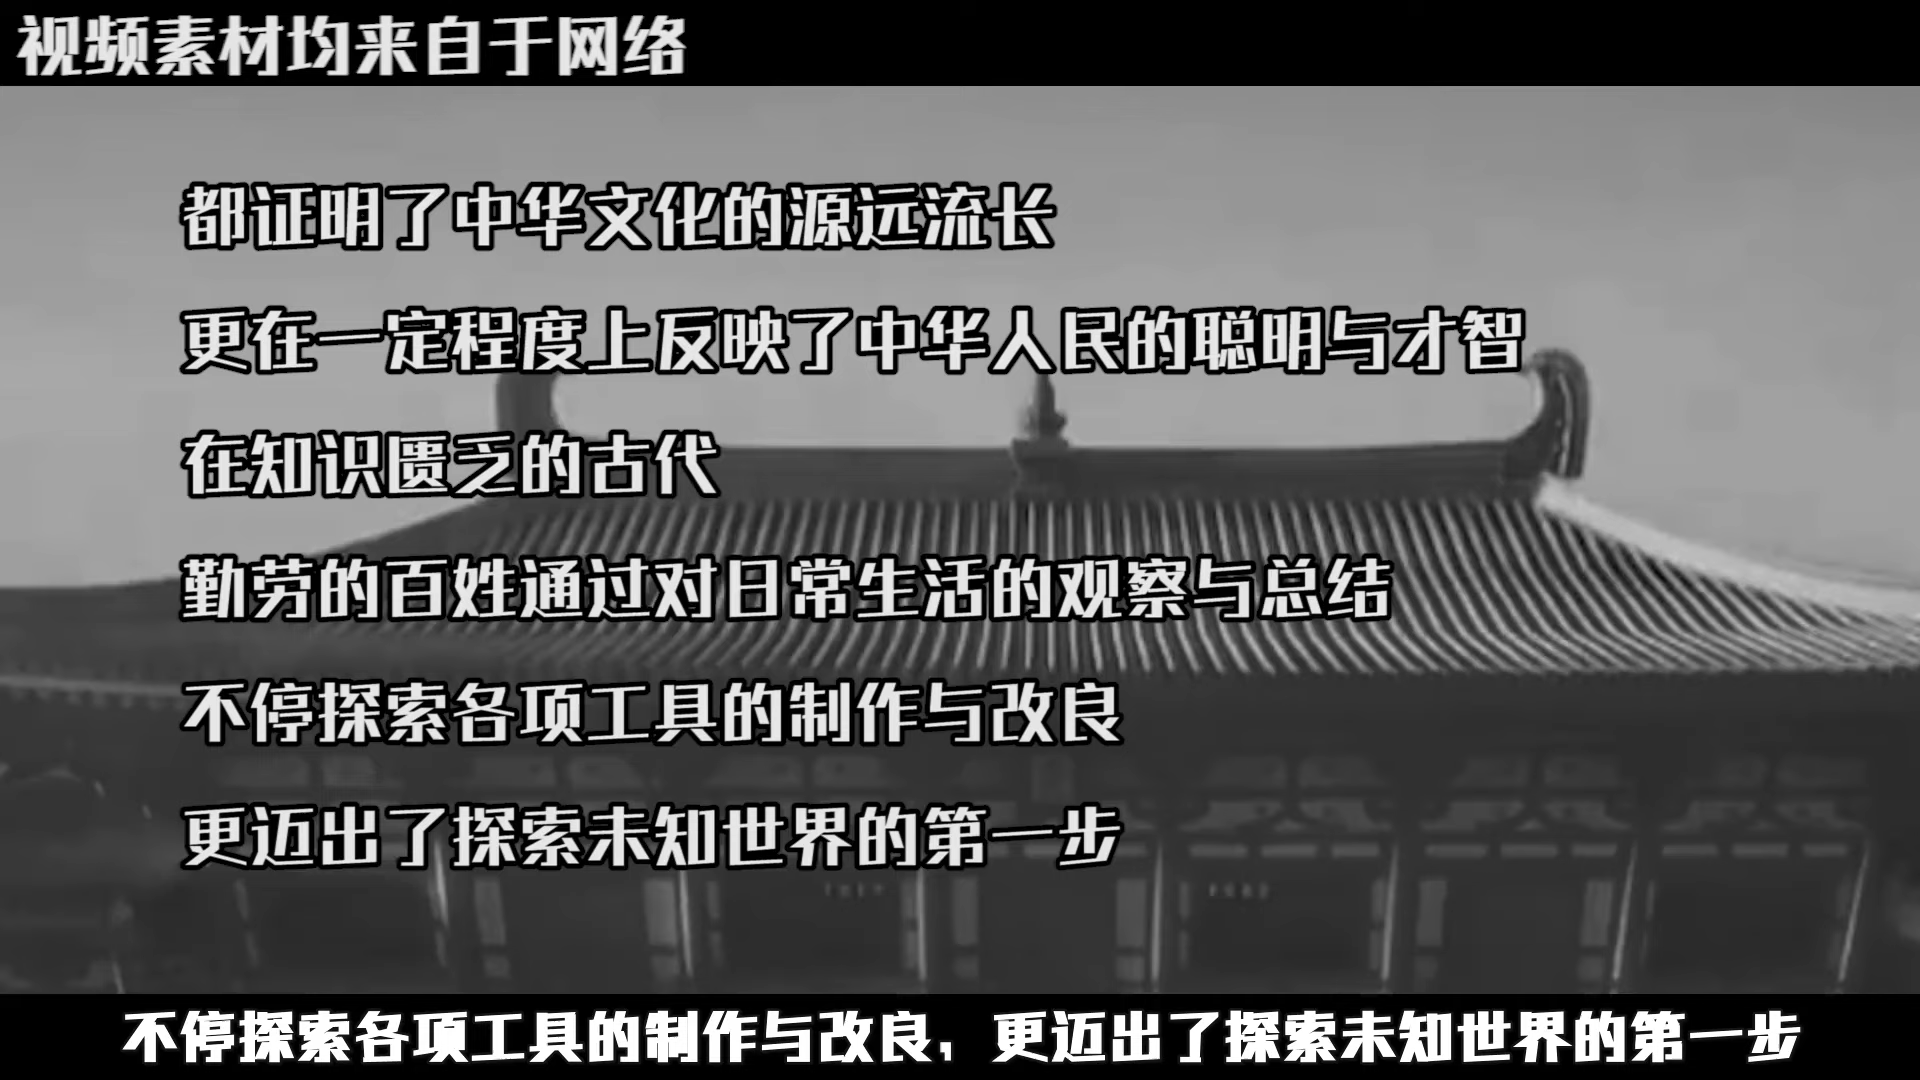 视频素材均来自于网络
都证明了中华文化的源远流长
更在一定程度上反映了中华人民的聪明与才智
在知识匮乏的古代
勤劳的百姓通过对日常生活的观察与总结
不停探索各项工具的制作与改良
更迈出了探索未知世界的第一步
不停探索各项工具的制作与改良，更迈出了探索未知世界的第一步